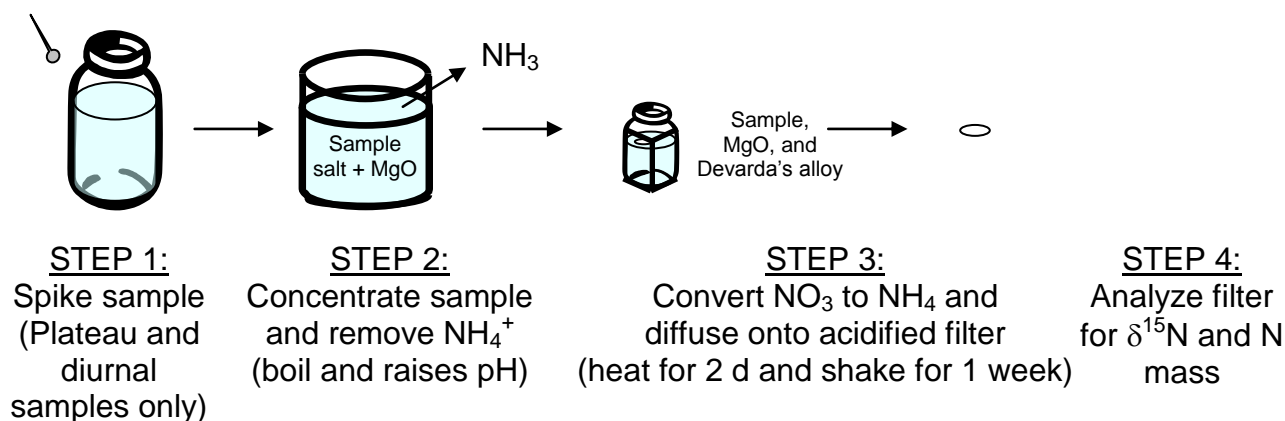 NH₃
Sample
salt + MgO
Sample,
MgO, and
Devarda's alloy
STEP 1:
Spike sample
(Plateau and
diurnal
samples only)
STEP 2:
Concentrate sample
and remove NH₄⁺
(boil and raises pH)
STEP 3:
Convert NO₃ to NH₄ and
diffuse onto acidified filter
(heat for 2 d and shake for 1 week)
STEP 4:
Analyze filter
for δ¹⁵N and N
mass